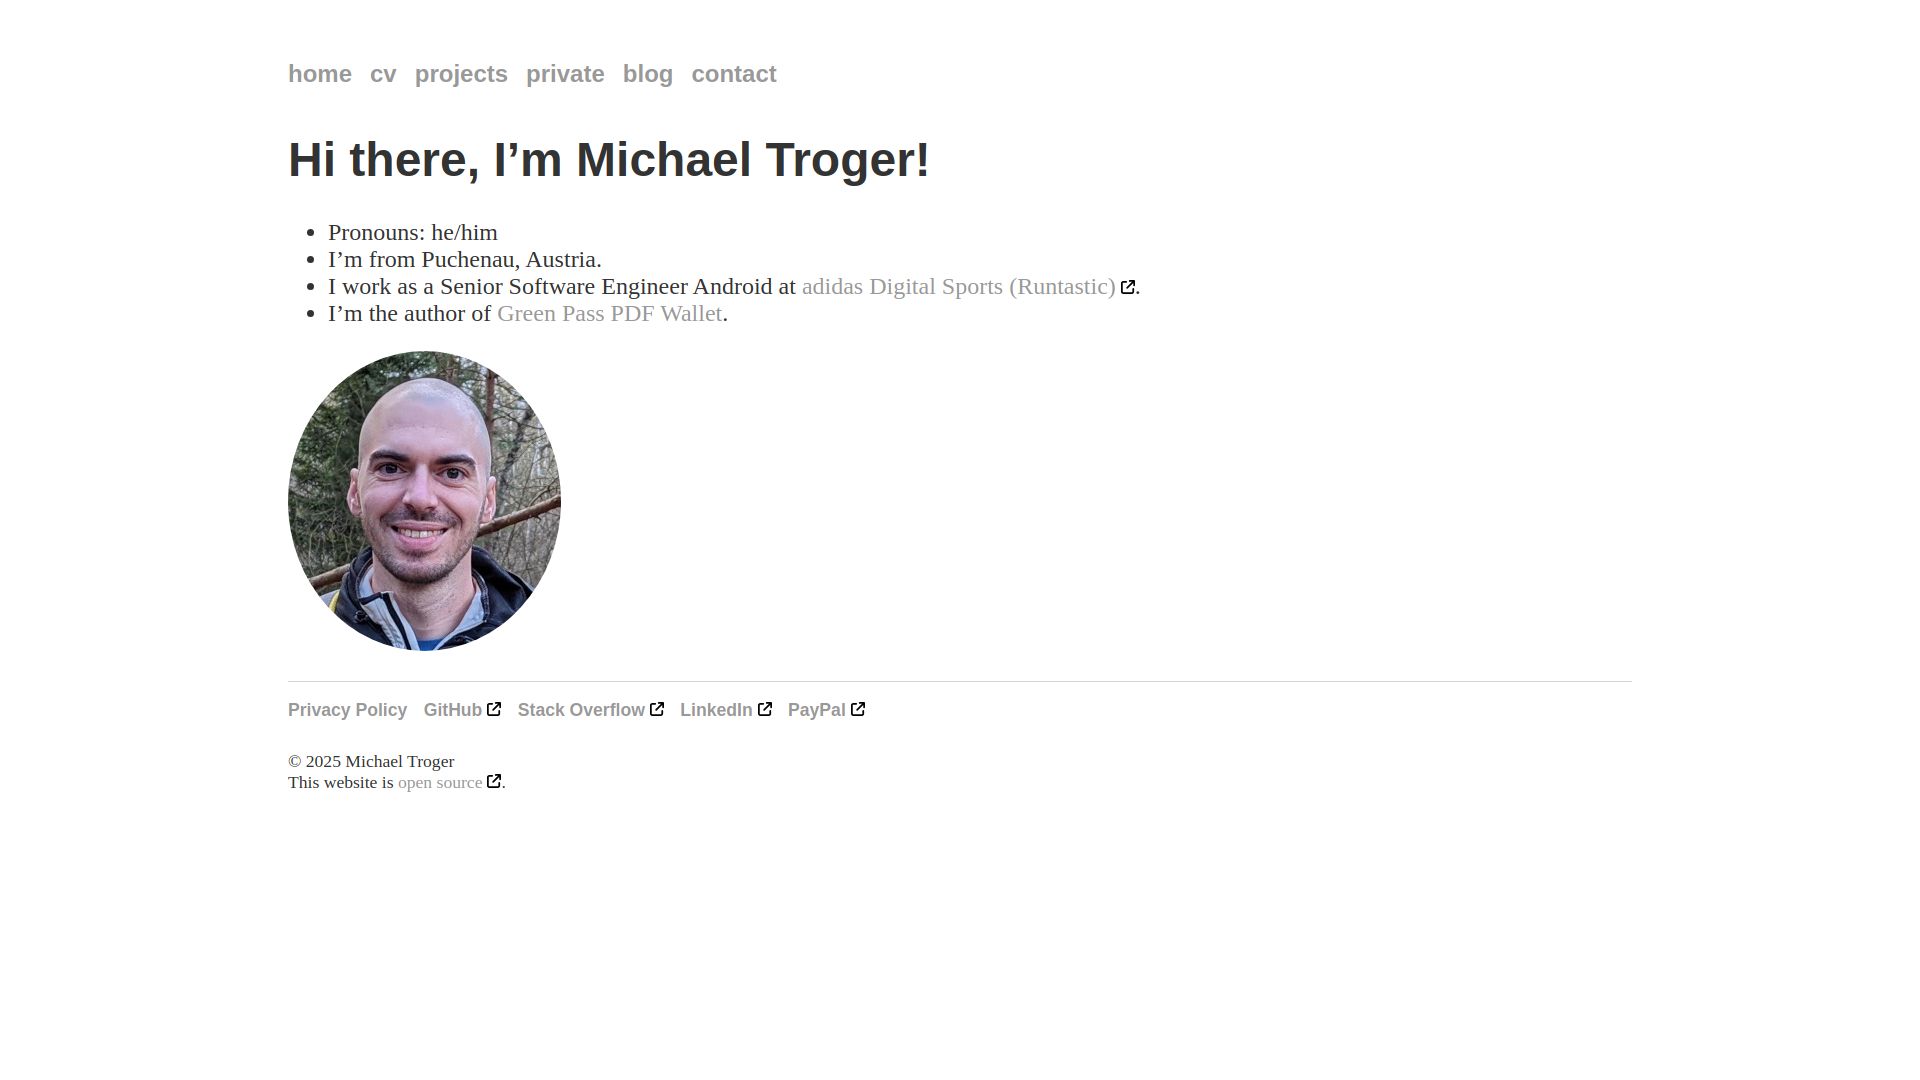 home cv projects private blog contact
Hi there, I’m Michael Troger!
Pronouns: he/him
I’m from Puchenau, Austria.
I work as a Senior Software Engineer Android at adidas Digital Sports (Runtastic).
I’m the author of Green Pass PDF Wallet.
Privacy Policy GitHub Stack Overflow LinkedIn PayPal
© 2025 Michael Troger
This website is open source.